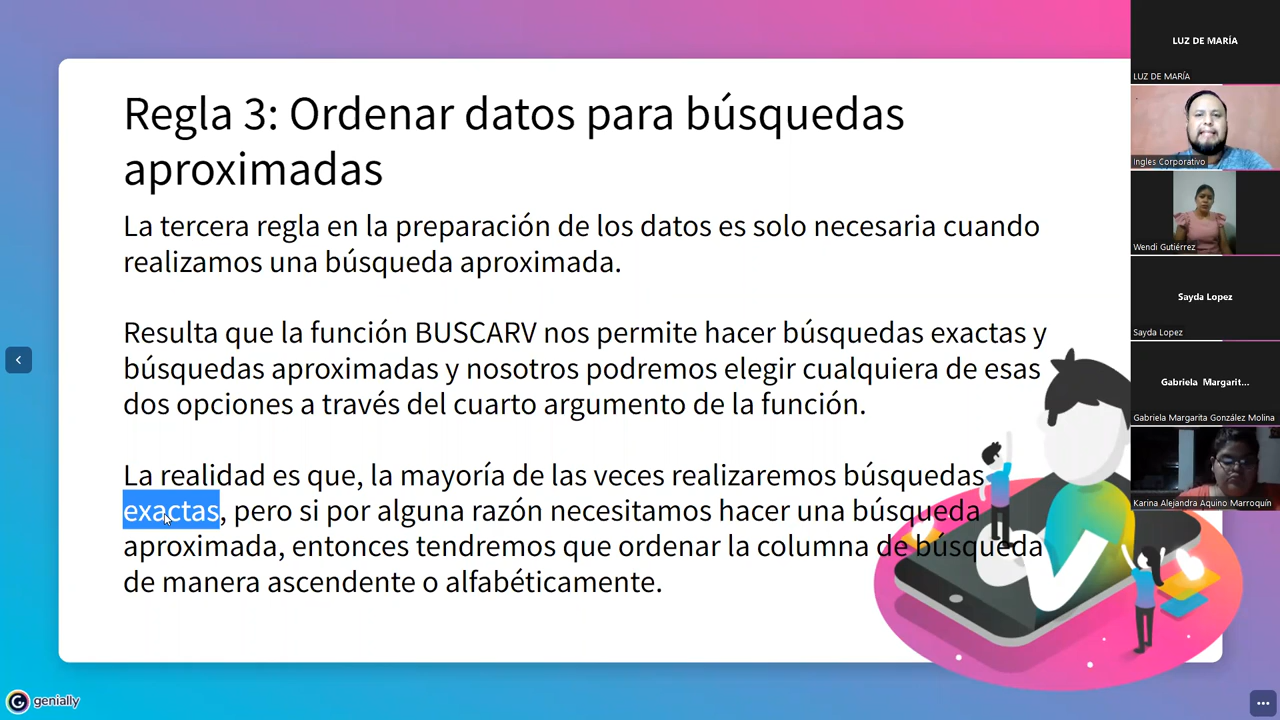 Regla 3: Ordenar datos para búsquedas
aproximadas
La tercera regla en la preparación de los datos es solo necesaria cuando
realizamos una búsqueda aproximada.
Resulta que la función BUSCARV nos permite hacer búsquedas exactas y
búsquedas aproximadas y nosotros podremos elegir cualquiera de esas
dos opciones a través del cuarto argumento de la función.
La realidad es que, la mayoría de las veces realizaremos búsquedas
exactas, pero si por alguna razón necesitamos hacer una búsqueda
aproximada, entonces tendremos que ordenar la columna de búsqueda
de manera ascendente o alfabéticamente.
genially
LUZ DE MARÍA
LUZ DE MARÍA
Ingles Corporativo
Wendi Gutiérrez
Sayda Lopez
Sayda Lopez
Gabriela Margarit...
Gabriela Margarita González Molina
Karina Alejandra Aquino Marroquín